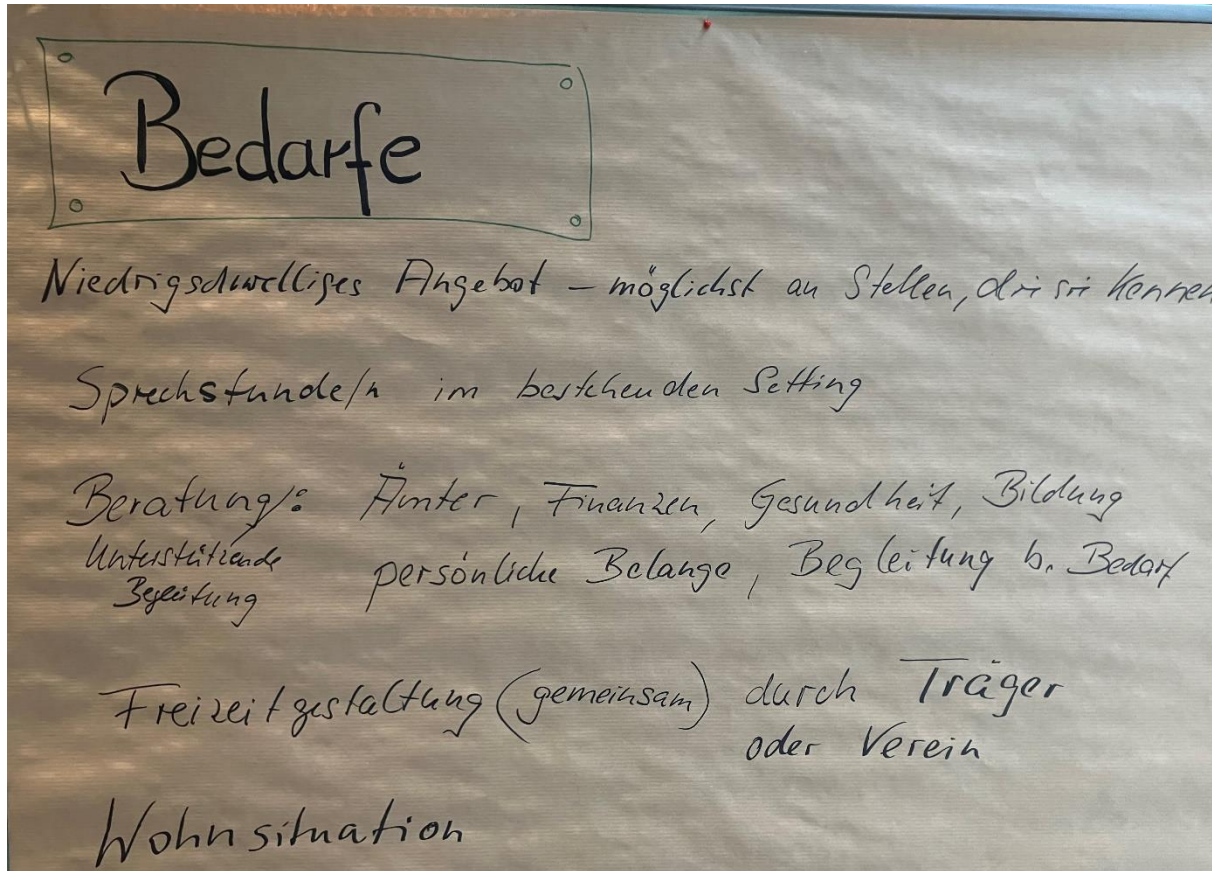 Bedarfe
Niedrigschwelliges Angebot – möglichst an Stellen, die sie kennen
Sprechstunde/n im bestehenden Setting
Beratung/: Ämter, Finanzen, Gesundheit, Bildung
Unterstützende Begleitung
persönliche Belange, Begleitung b. Bedarf
Freizeitgestaltung (gemeinsam) durch Träger
oder Verein
Wohnsituation